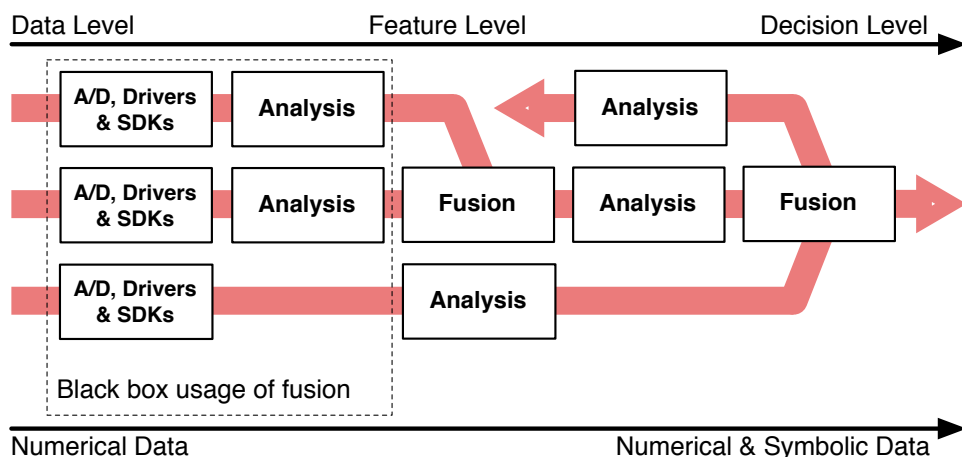 Data Level Feature Level Decision Level
A/D, Drivers
& SDKs
Analysis
Analysis
A/D, Drivers
& SDKs
Analysis
Fusion
Analysis
Fusion
A/D, Drivers
& SDKs
Analysis
Black box usage of fusion
Numerical Data Numerical & Symbolic Data